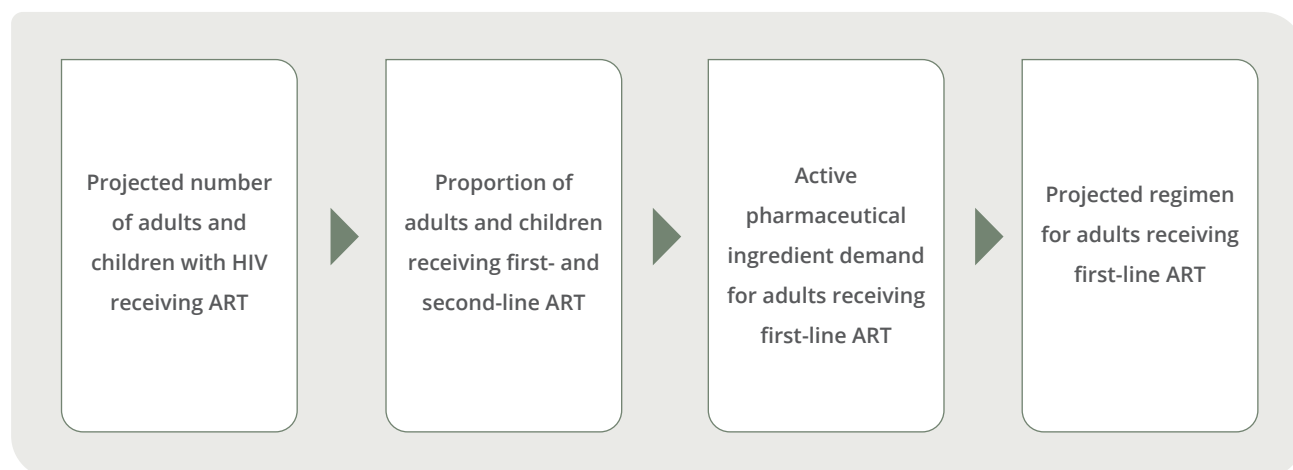 Projected number
of adults and
children with HIV
receiving ART
Proportion of
adults and children
receiving first- and
second-line ART
Active
pharmaceutical
ingredient demand
for adults receiving
first-line ART
Projected regimen
for adults receiving
first-line ART